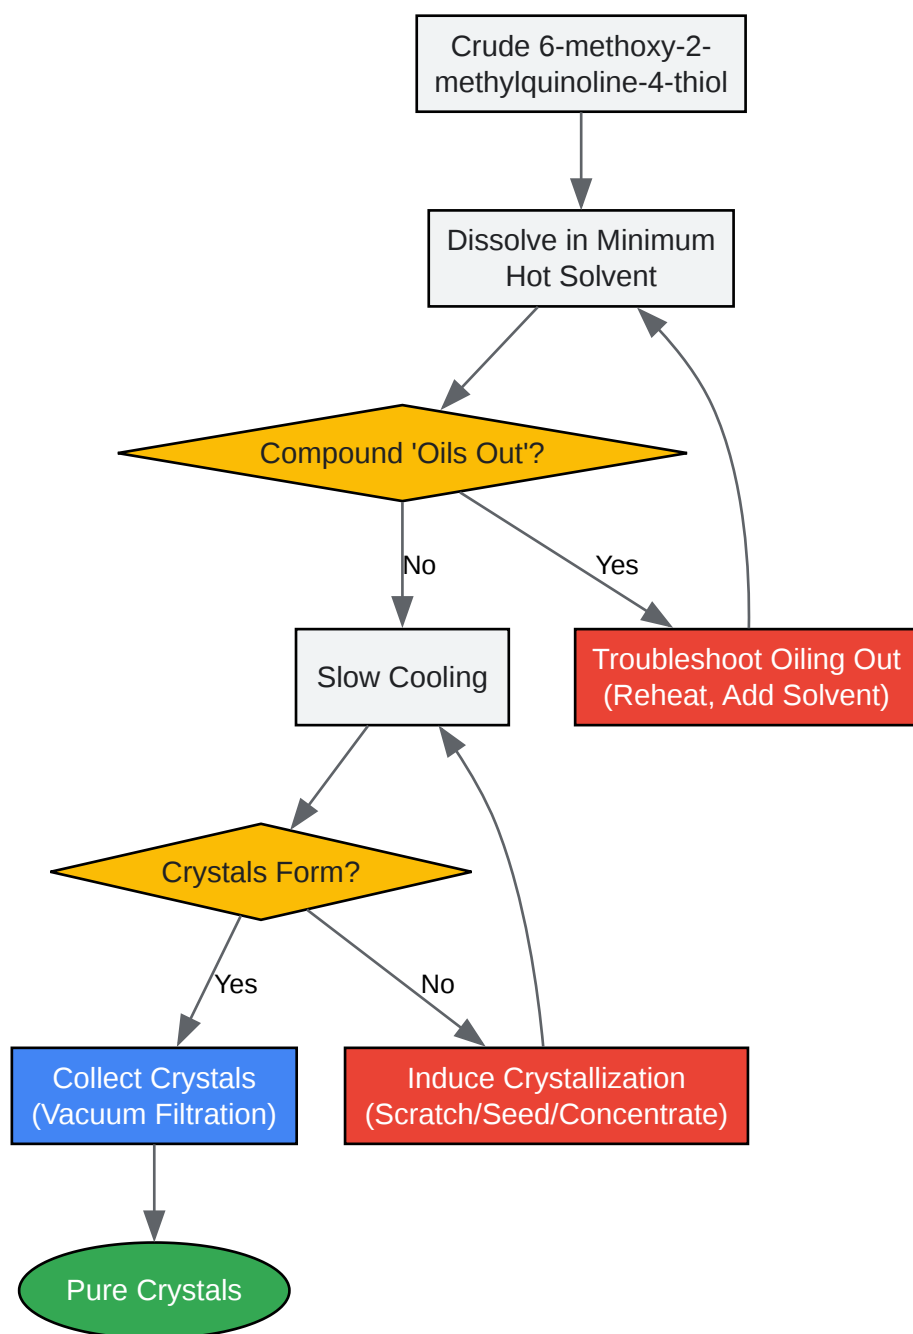 Crude 6-methoxy-2-
methylquinoline-4-thiol
Dissolve in Minimum
Hot Solvent
Compound 'Oils Out'?
No
Yes
Slow Cooling
Troubleshoot Oiling Out
(Reheat, Add Solvent)
Crystals Form?
Yes
No
Collect Crystals
(Vacuum Filtration)
Induce Crystallization
(Scratch/Seed/Concentrate)
Pure Crystals